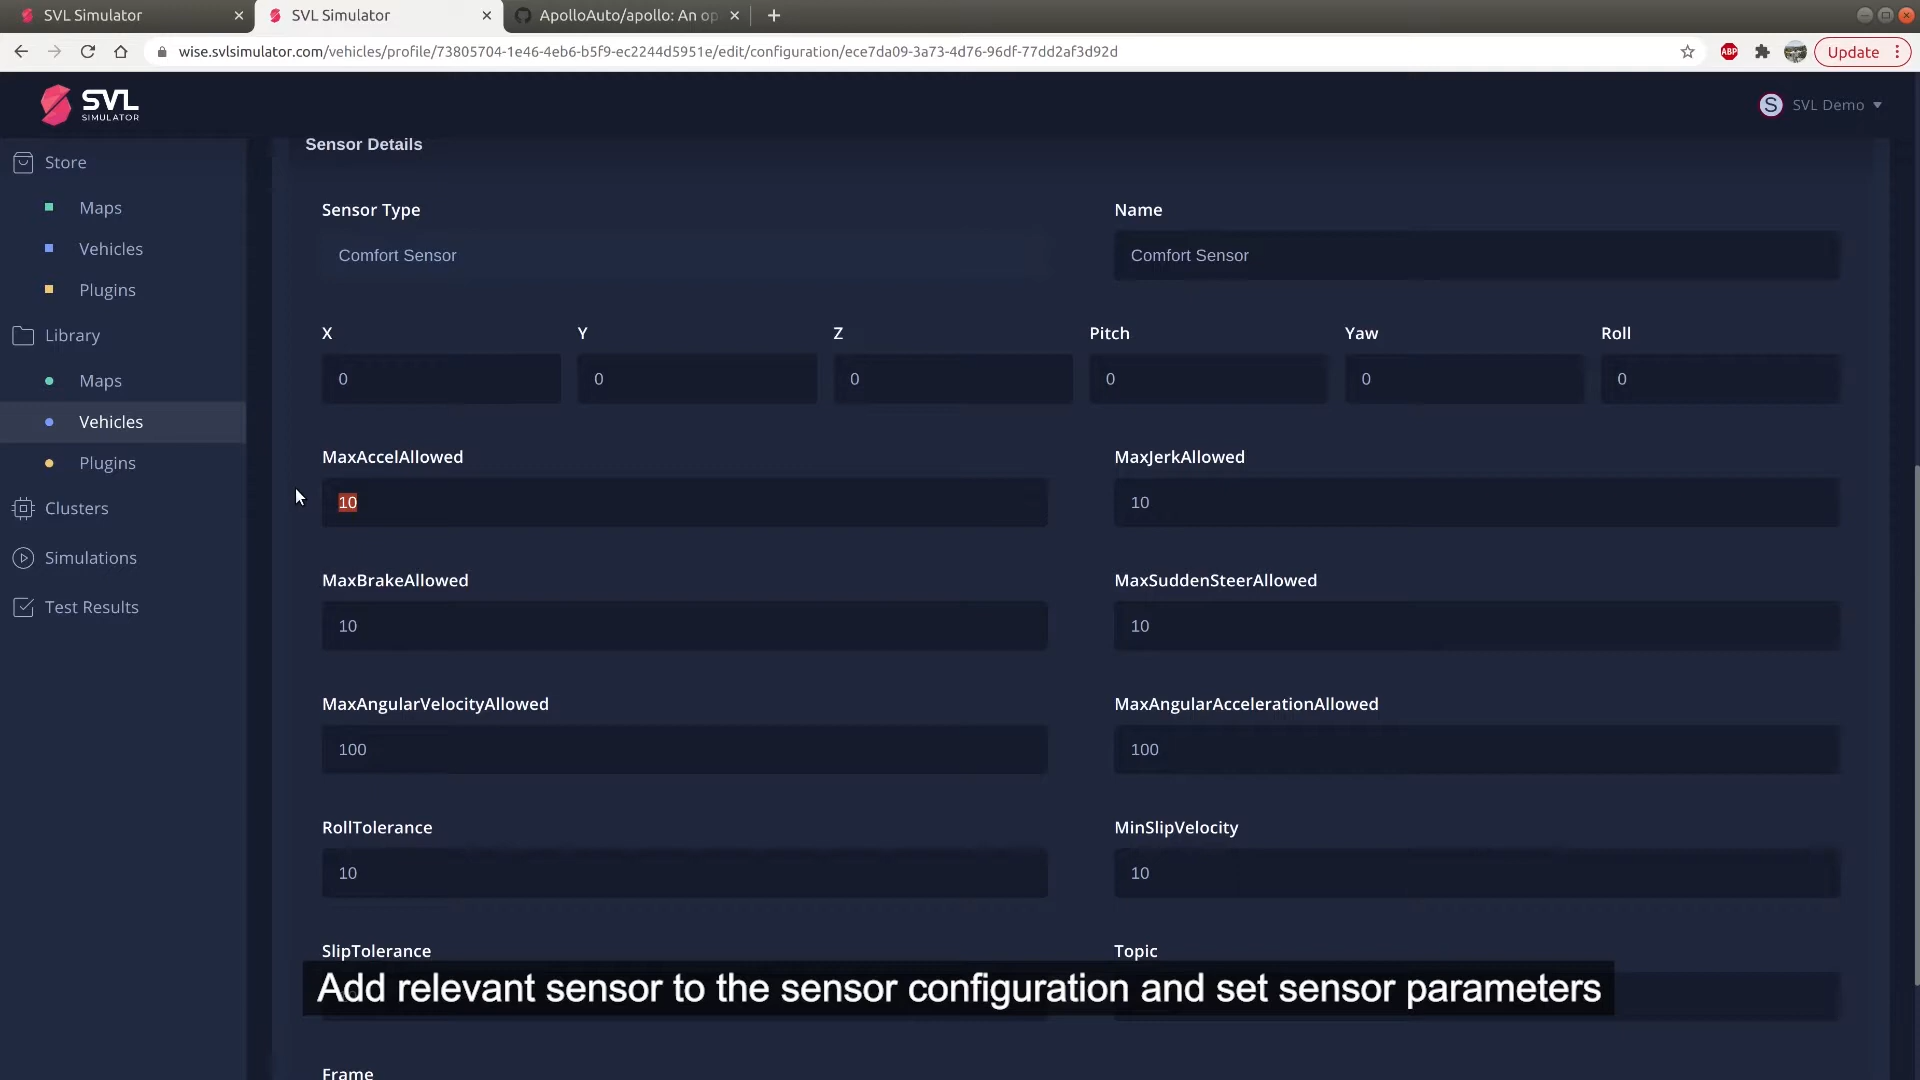 SVL Simulator
SVL Simulator
ApolloAuto/apollo: An op
wise.svlsimulator.com/vehicles/profile/73805704-1e46-4eb6-b5f9-ec2244d5951e/edit/configuration/ece7da09-3a73-4d76-96df-77dd2af3d92d
ABP
Update
SVL
SIMULATOR
S SVL Demo
Store
Maps
Vehicles
Plugins
Library
Maps
Vehicles
Plugins
Clusters
Simulations
Test Results
Sensor Details
Sensor Type Name
Comfort Sensor Comfort Sensor
X Y Z Pitch Yaw Roll
0 0 0 0 0 0
MaxAccelAllowed MaxJerkAllowed
10 10
MaxBrakeAllowed MaxSuddenSteerAllowed
10 10
MaxAngularVelocityAllowed MaxAngularAccelerationAllowed
100 100
RollTolerance MinSlipVelocity
10 10
SlipTolerance Topic
Add relevant sensor to the sensor configuration and set sensor parameters
Frame